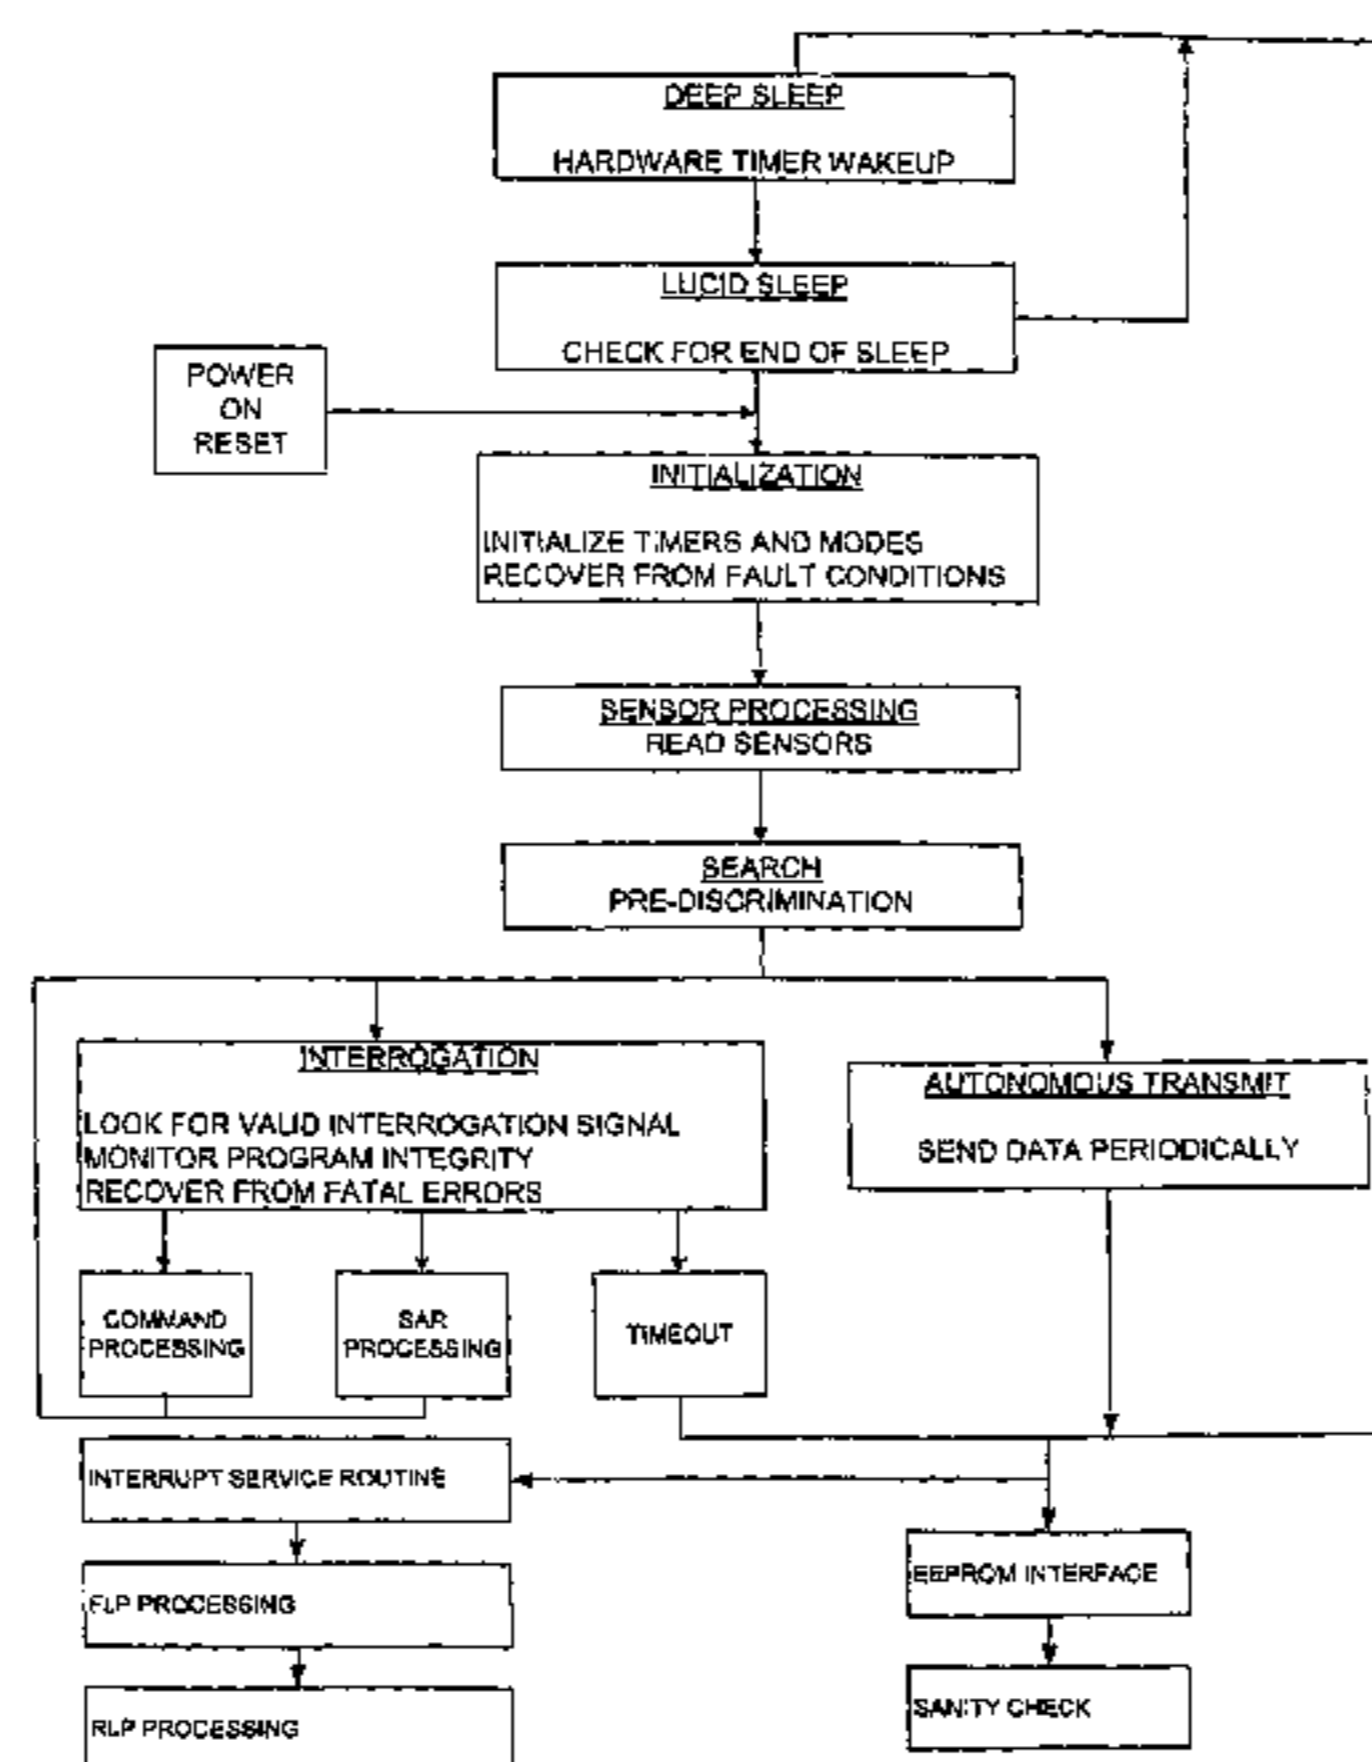 DEEP SLEEP
HARDWARE TIMER WAKEUP
LUCID SLEEP
CHECK FOR END OF SLEEP
POWER
ON
RESET
INITIALIZATION
INITIALIZE TIMERS AND MODES
RECOVER FROM FAULT CONDITIONS
SENSOR PROCESSING
READ SENSORS
SEARCH
PRE-DISCRIMINATION
INTERROGATION
LOOK FOR VALID INTERROGATION SIGNAL
MONITOR PROGRAM INTEGRITY
RECOVER FROM FATAL ERRORS
AUTONOMOUS TRANSMIT
SEND DATA PERIODICALLY
COMMAND
PROCESSING
SAR
PROCESSING
TIMEOUT
INTERRUPT SERVICE ROUTINE
FLP PROCESSING
RLP PROCESSING
EEPROM INTERFACE
SANITY CHECK